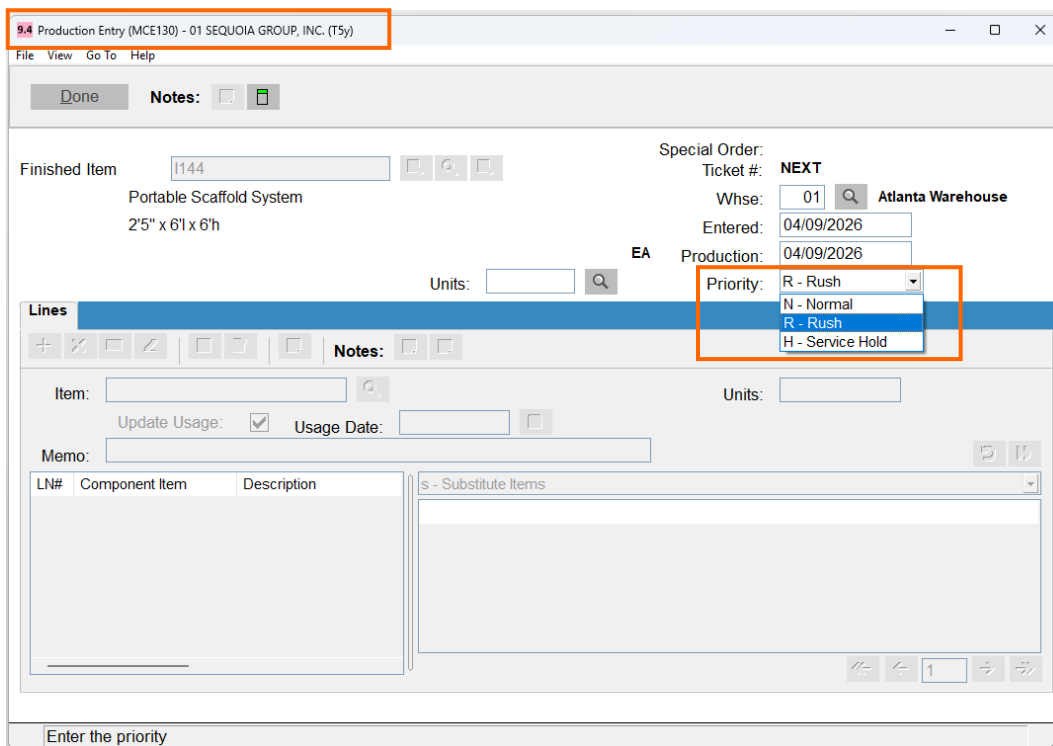 9.4 Production Entry (MCE130) - 01 SEQUOIA GROUP, INC. (T5y)
File View Go To Help
Done Notes:
Special Order:
Finished Item I144 Ticket #: NEXT
Portable Scaffold System Whse: 01 Atlanta Warehouse
2'5" x 6'l x 6'h Entered: 04/09/2026
EA Production: 04/09/2026
Units: Priority: R - Rush
N - Normal
R - Rush
H - Service Hold
Lines
Notes:
Item: Units:
Update Usage: Usage Date:
Memo:
LN# Component Item Description s - Substitute Items
1
Enter the priority